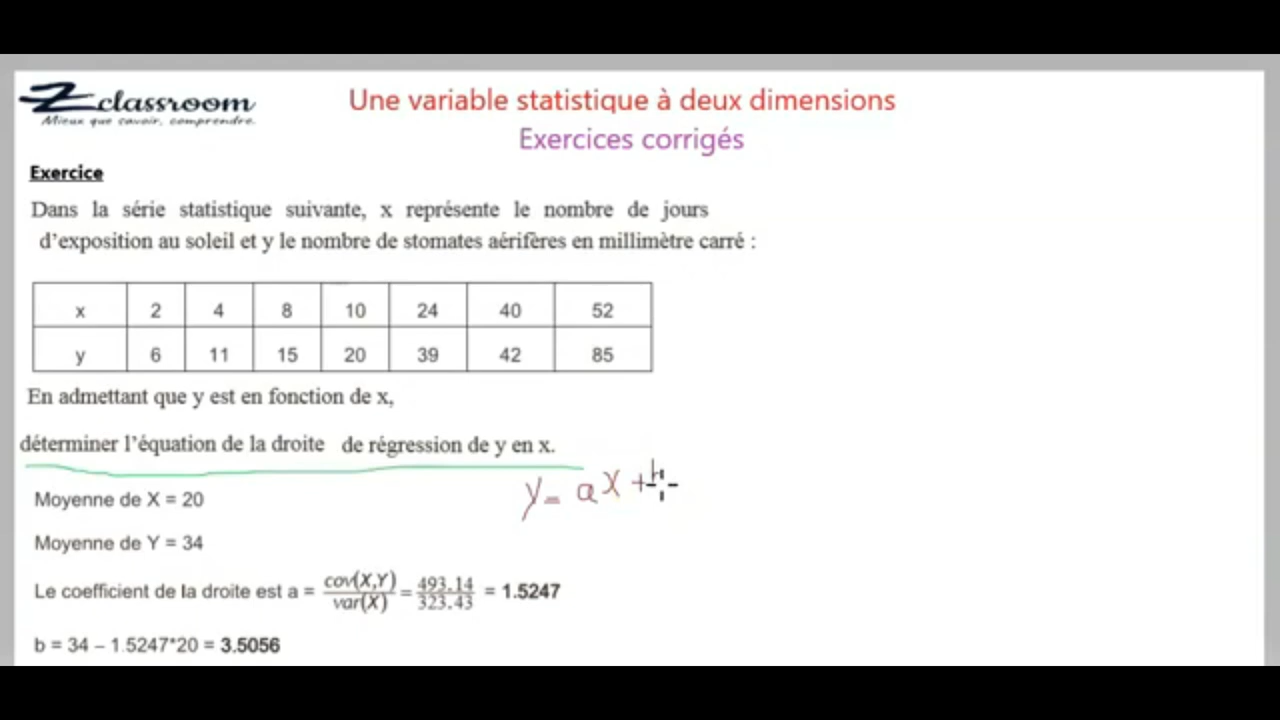 Zclassroom
Mieux que savoir, comprendre.
Une variable statistique à deux dimensions
Exercices corrigés
Exercice
Dans la série statistique suivante, x représente le nombre de jours
d'exposition au soleil et y le nombre de stomates aérifères en millimètre carré :
x 2 4 8 10 24 40 52
y 6 11 15 20 39 42 85
En admettant que y est en fonction de x,
déterminer l'équation de la droite de régression de y en x.
y = a x +
Moyenne de X = 20
Moyenne de Y = 34
Le coefficient de la droite est a = cov(X,Y)/var(X) = 493.14/323.43 = 1.5247
b = 34 – 1.5247*20 = 3.5056